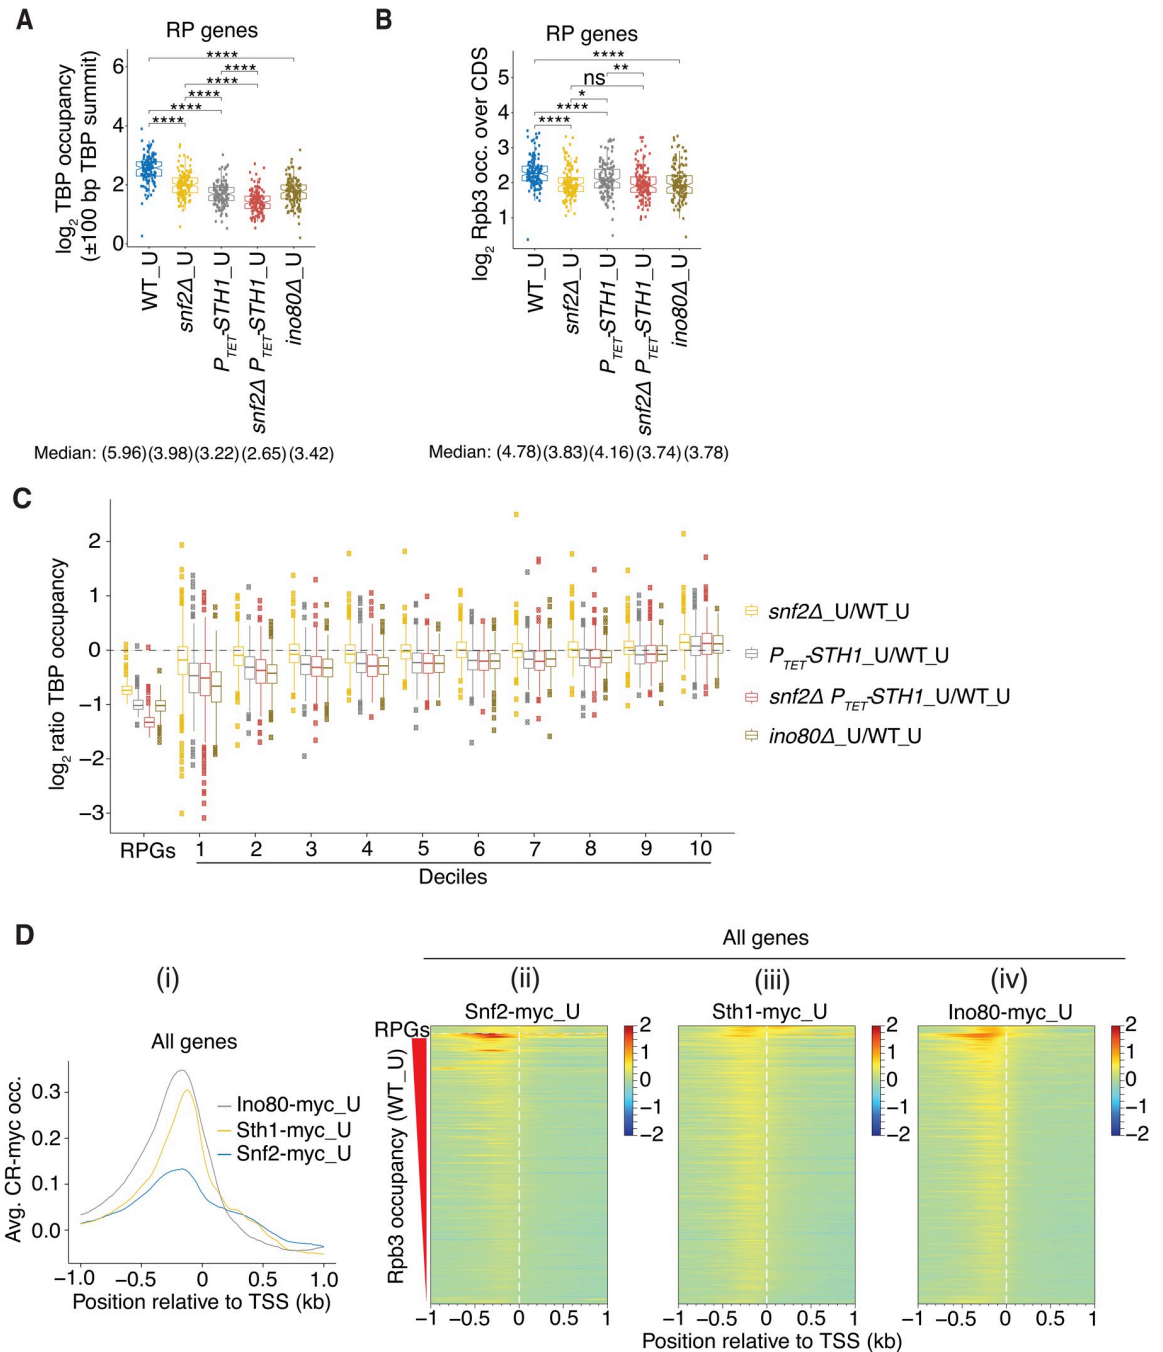 A
RP genes
log2 TBP occupancy
(±100 bp TBP summit)
6
4
2
0
****
****
****
****
****
****
WT_U
snf2Δ_U
PTET-STH1_U
snf2Δ PTET-STH1_U
ino80Δ_U
Median: (5.96)(3.98)(3.22)(2.65)(3.42)
B
RP genes
log2 Rpb3 occ. over CDS
5
4
3
2
1
****
**
ns
*
****
****
WT_U
snf2Δ_U
PTET-STH1_U
snf2Δ PTET-STH1_U
ino80Δ_U
Median: (4.78)(3.83)(4.16)(3.74)(3.78)
C
log2 ratio TBP occupancy
2
1
0
−1
−2
−3
RPGs 1 2 3 4 5 6 7 8 9 10
Deciles
snf2Δ_U/WT_U
PTET-STH1_U/WT_U
snf2Δ PTET-STH1_U/WT_U
ino80Δ_U/WT_U
D
(i)
All genes
Avg. CR-myc occ.
0.3
0.2
0.1
0.0
Ino80-myc_U
Sth1-myc_U
Snf2-myc_U
−1.0 −0.5 0 0.5 1.0
Position relative to TSS (kb)
All genes
(ii) (iii) (iv)
Snf2-myc_U Sth1-myc_U Ino80-myc_U
RPGs
Rpb3 occupancy (WT_U)
2
1
0
−1
−2
2
1
0
−1
−2
2
1
0
−1
−2
−1 −0.5 0 0.5 1 −1 −0.5 0 0.5 1 −1 −0.5 0 0.5 1
Position relative to TSS (kb)